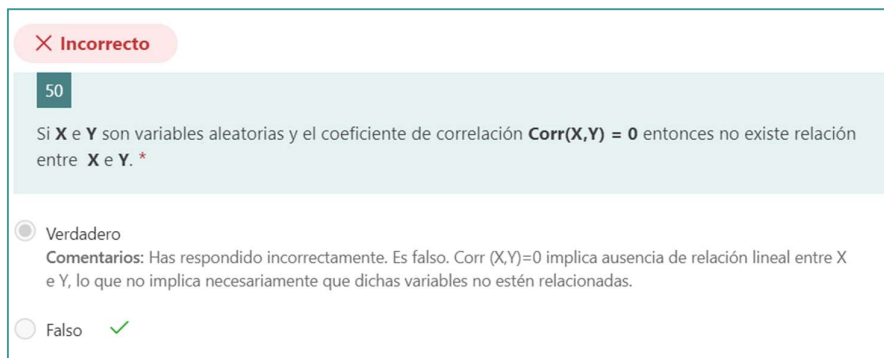 Incorrecto
50
Si X e Y son variables aleatorias y el coeficiente de correlación Corr(X,Y) = 0 entonces no existe relación
entre X e Y. *
Verdadero
Comentarios: Has respondido incorrectamente. Es falso. Corr (X,Y)=0 implica ausencia de relación lineal entre X
e Y, lo que no implica necesariamente que dichas variables no estén relacionadas.
Falso